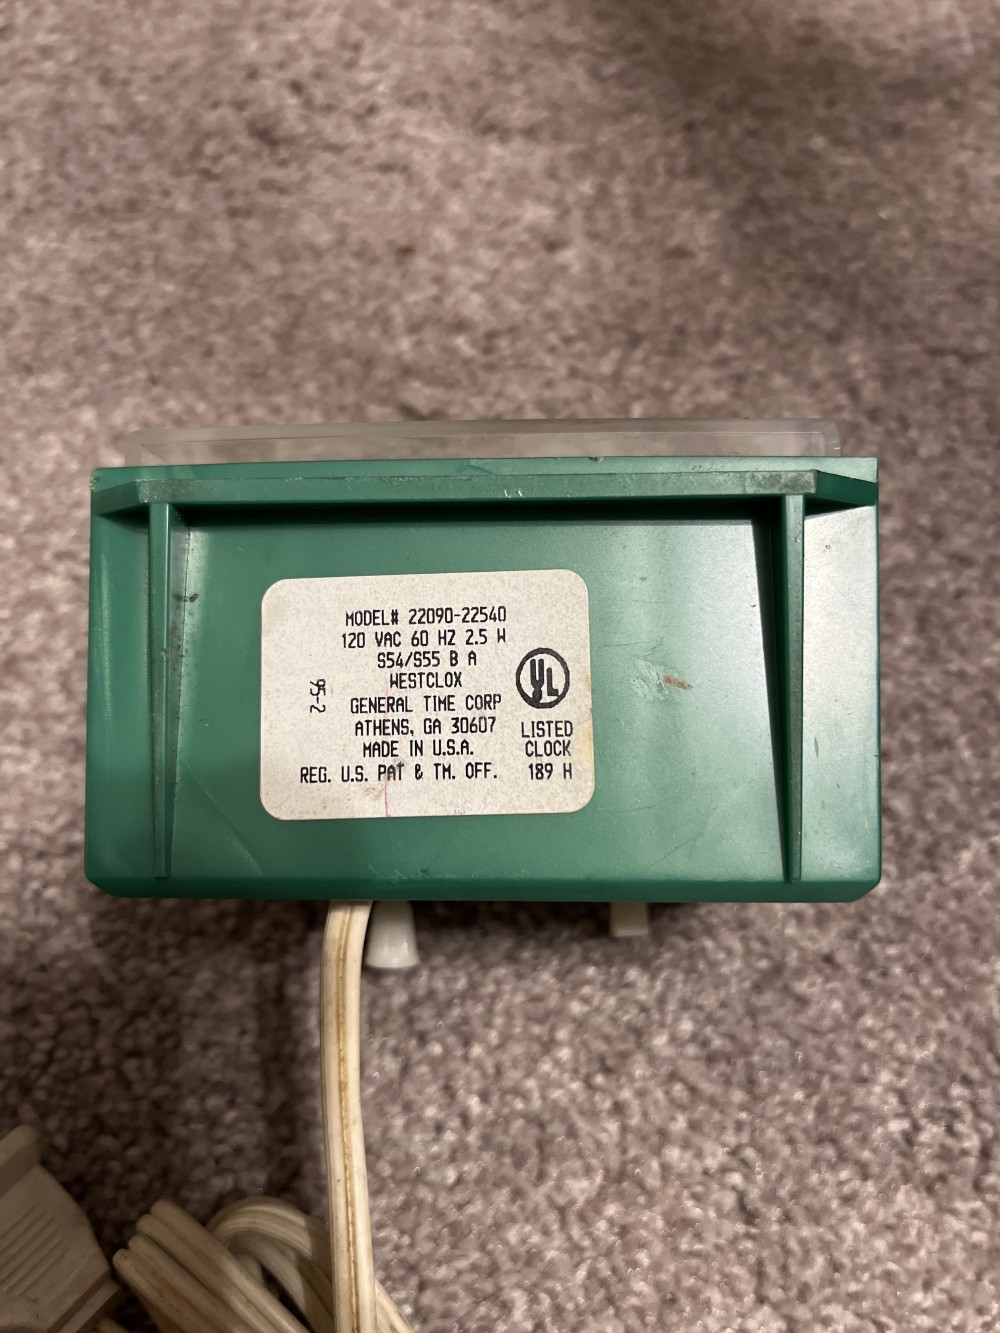 MODEL# 22090-22540
120 VAC 60 HZ 2.5 W
S54/S55 B A
WESTCLOX
GENERAL TIME CORP
ATHENS, GA 30607
MADE IN U.S.A.
REG. U.S. PAT & TM. OFF.
95-2
UL
LISTED
CLOCK
189 H